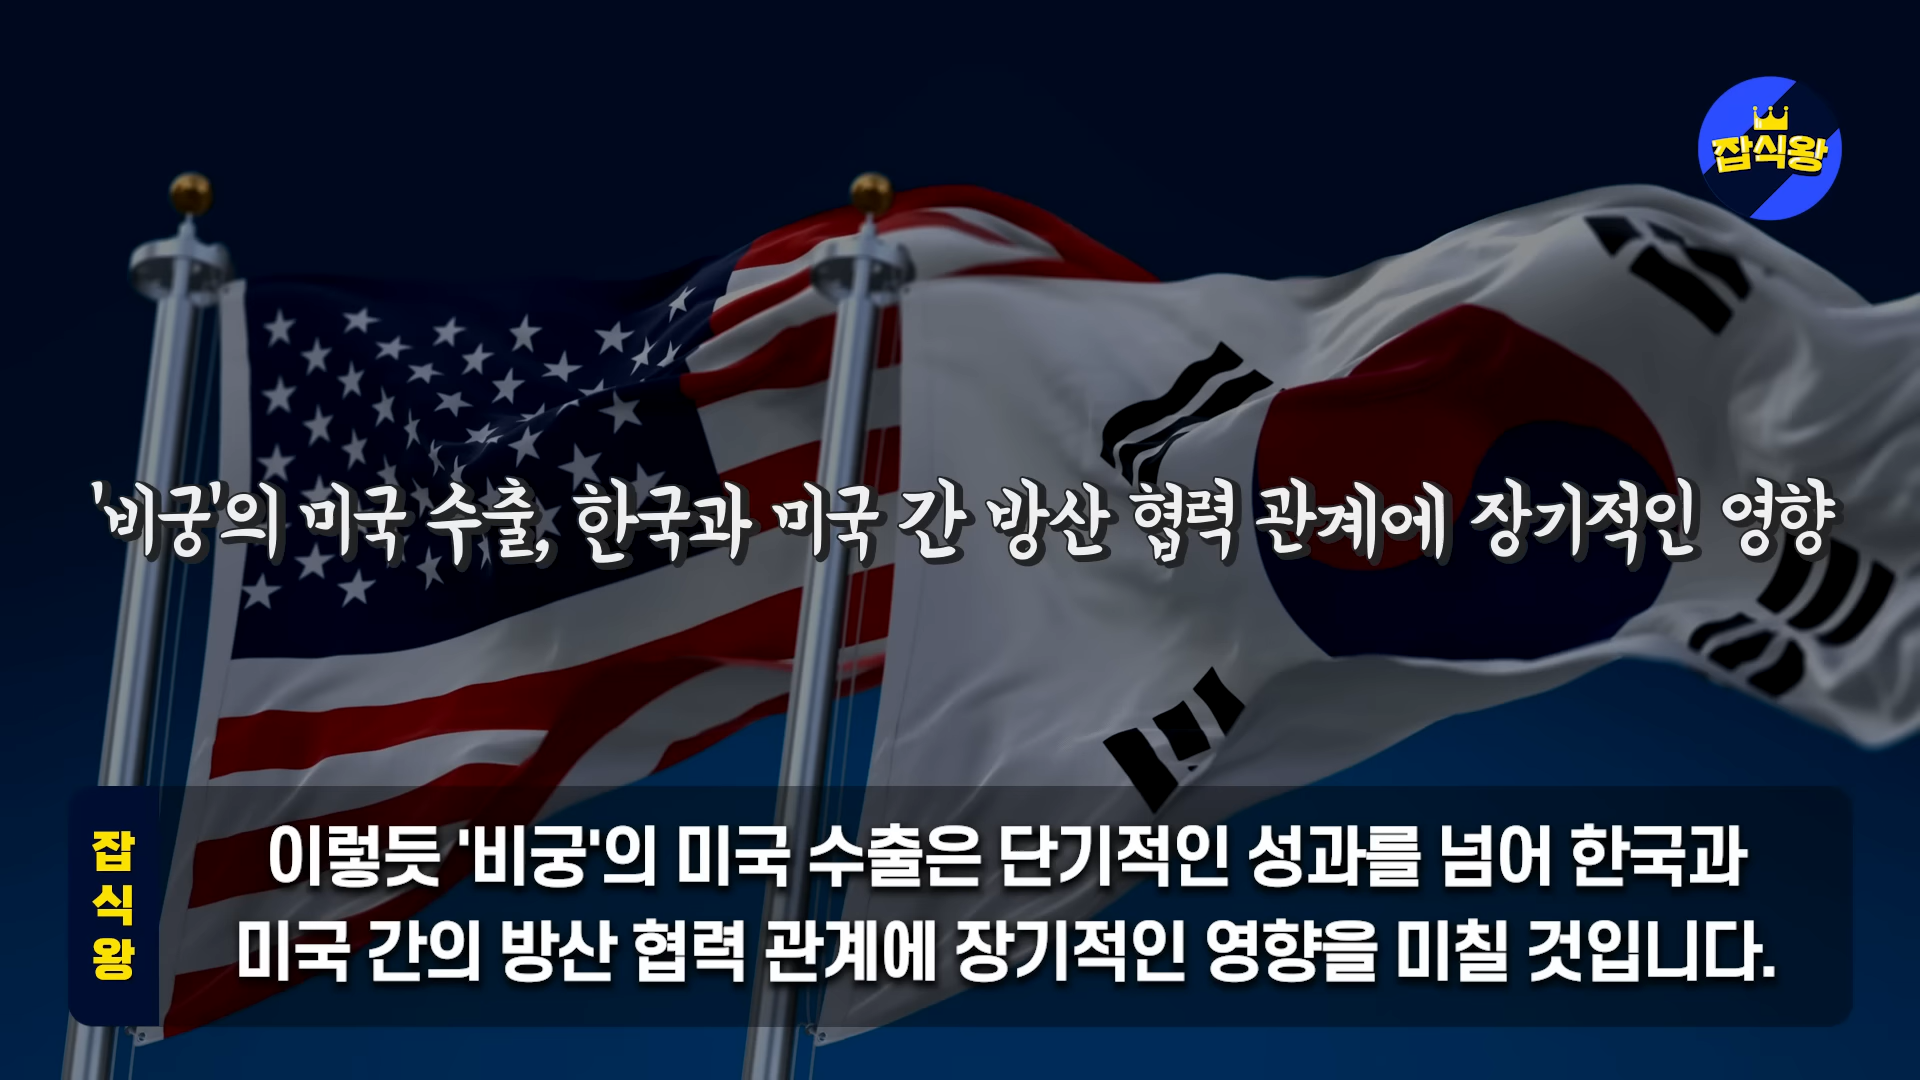 잡식왕
'비궁'의 미국 수출, 한국과 미국 간 방산 협력 관계에 장기적인 영향
잡식왕
이렇듯 '비궁'의 미국 수출은 단기적인 성과를 넘어 한국과
미국 간의 방산 협력 관계에 장기적인 영향을 미칠 것입니다.